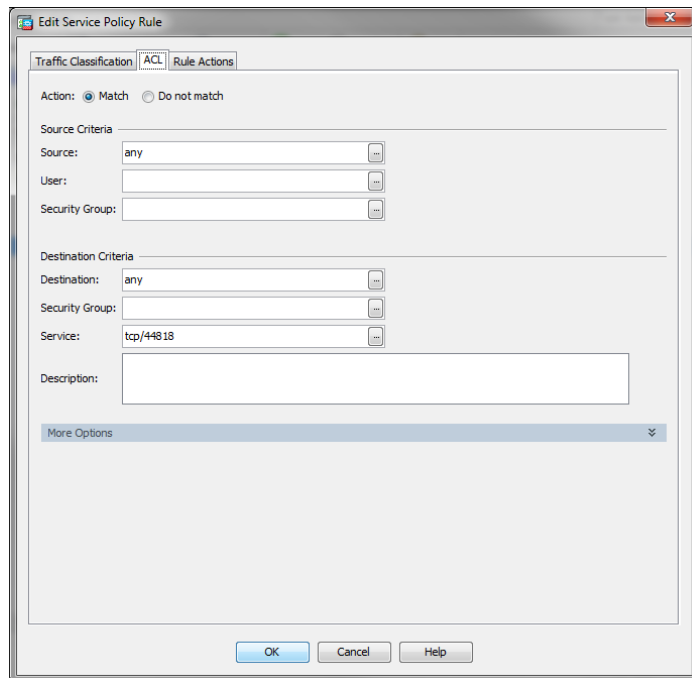 Edit Service Policy Rule
Traffic Classification ACL Rule Actions
Action: Match Do not match
Source Criteria
Source: any ...
User: ...
Security Group: ...
Destination Criteria
Destination: any ...
Security Group: ...
Service: tcp/44818 ...
Description:
More Options
OK Cancel Help